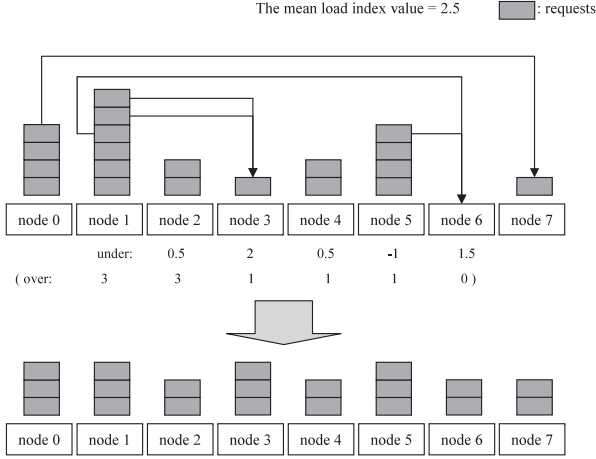 The mean load index value = 2.5 : requests
node 0 node 1 node 2 node 3 node 4 node 5 node 6 node 7
under: 0.5 2 0.5 -1 1.5
( over: 3 3 1 1 1 0 )
node 0 node 1 node 2 node 3 node 4 node 5 node 6 node 7